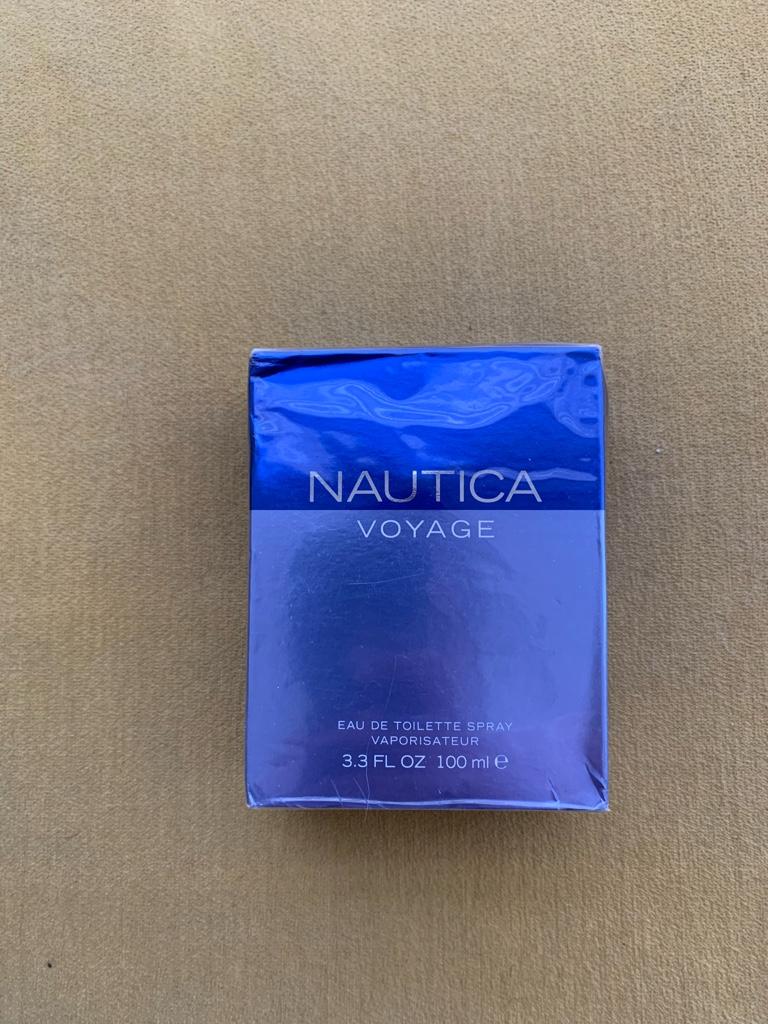 NAUTICA
VOYAGE
EAU DE TOILETTE SPRAY
VAPORISATEUR
3.3 FL OZ 100 ml ℮